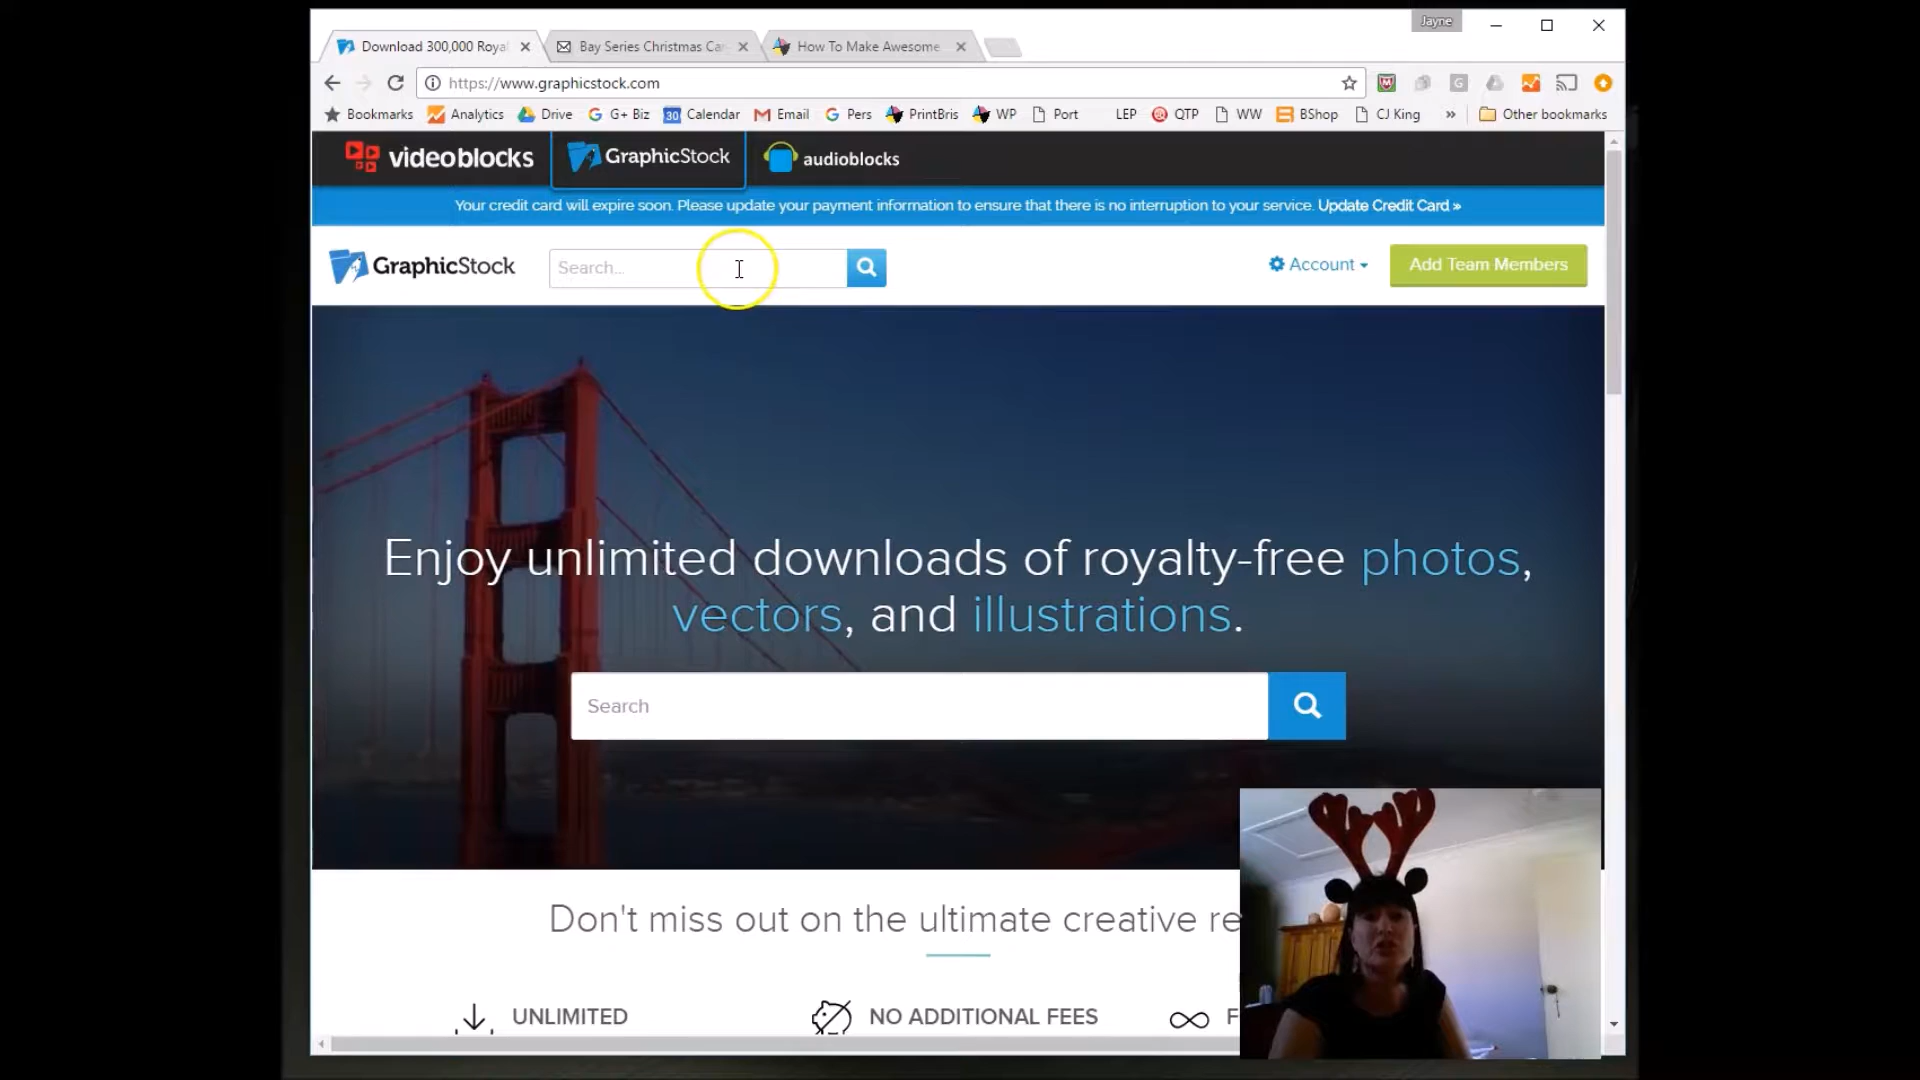 Jayne
Download 300,000 Roya
Bay Series Christmas Car
How To Make Awesome
https://www.graphicstock.com
Bookmarks Analytics Drive G+ Biz 30 Calendar Email Pers PrintBris WP Port LEP QTP WW BShop CJ King » Other bookmarks
videoblocks GraphicStock audioblocks
Your credit card will expire soon. Please update your payment information to ensure that there is no interruption to your service. Update Credit Card »
GraphicStock Search... Account Add Team Members
Enjoy unlimited downloads of royalty-free photos,
vectors, and illustrations.
Search
Don't miss out on the ultimate creative re
UNLIMITED NO ADDITIONAL FEES F